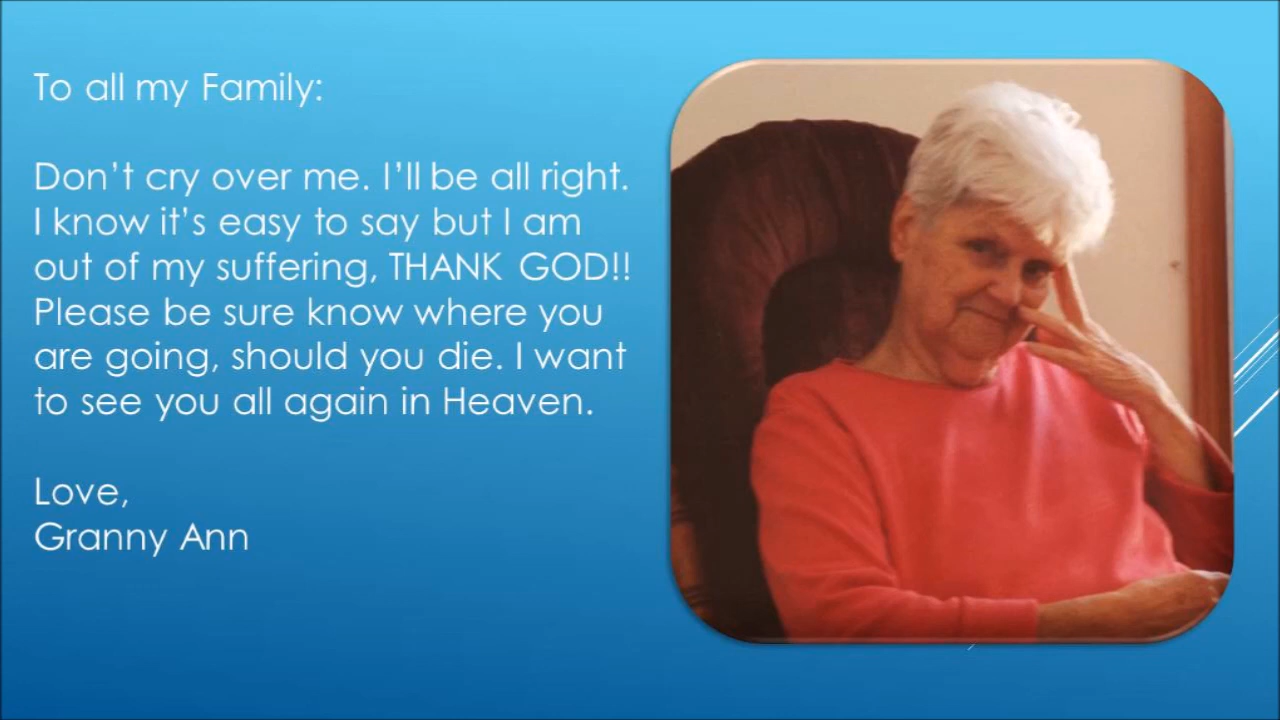 To all my Family:
Don't cry over me. I'll be all right.
I know it's easy to say but I am
out of my suffering, THANK GOD!!
Please be sure know where you
are going, should you die. I want
to see you all again in Heaven.
Love,
Granny Ann